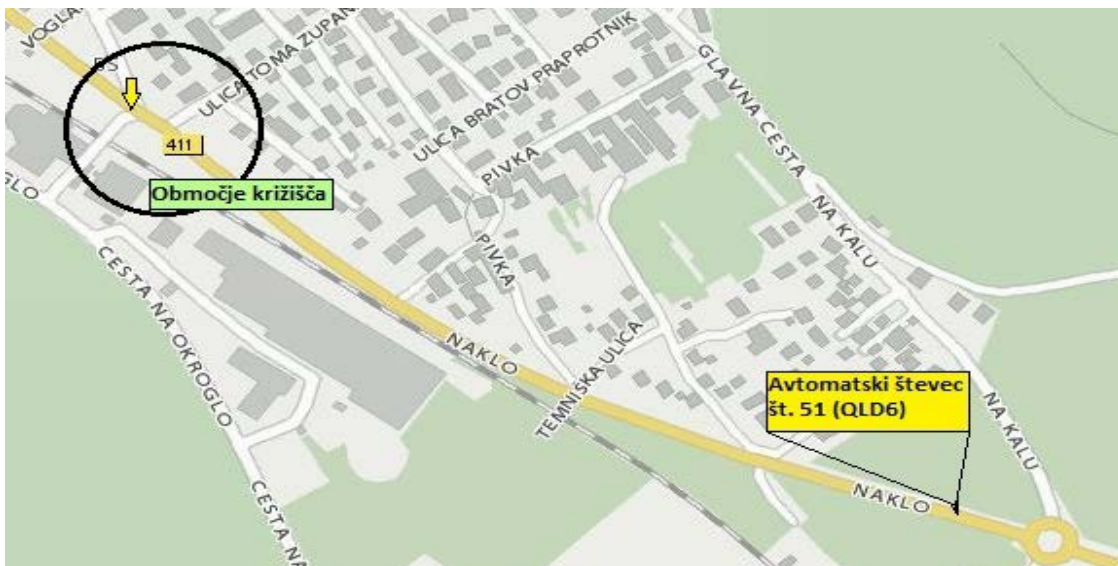 VOGLA
ULICA TOMA ZUPAN
411
Območje križišča
ULICA BRATOV PRAPROTNIK
GLAVNA CESTA
NA KALU
PIVKA
PIVKA
OGLO
CESTA NA OKROGLO
CESTA NA
NAKLO
TEMNIŠKA ULICA
Avtomatski števec
št. 51 (QLD6)
NA KALU
NAKLO